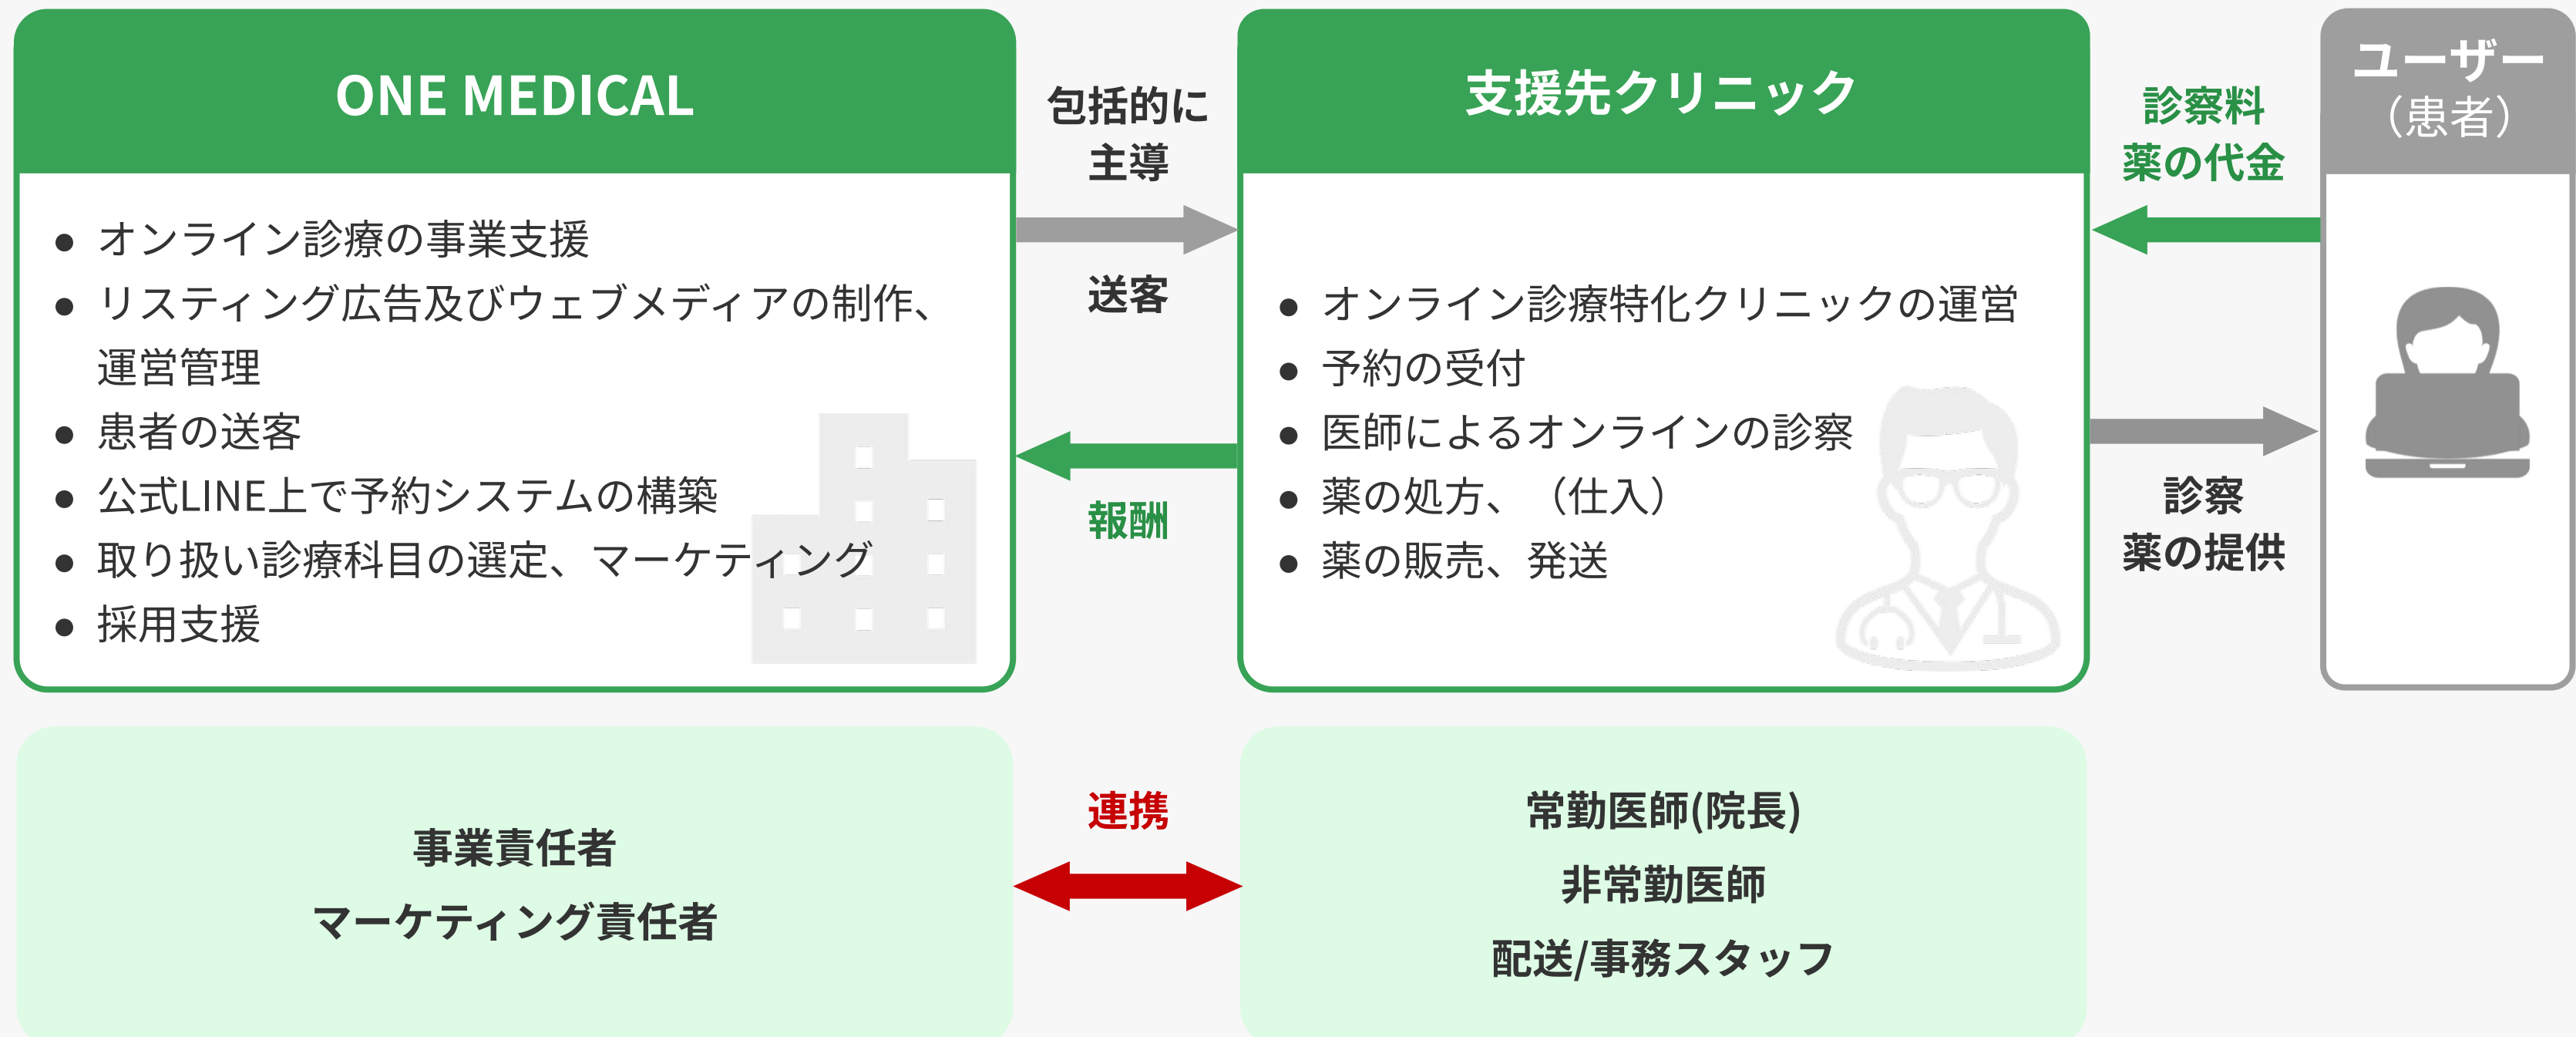 ONE MEDICAL
● オンライン診療の事業支援
● リスティング広告及びウェブメディアの制作、
運営管理
● 患者の送客
● 公式LINE上で予約システムの構築
● 取り扱い診療科目の選定、マーケティング
● 採用支援
包括的に
主導
送客
報酬
支援先クリニック
● オンライン診療特化クリニックの運営
● 予約の受付
● 医師によるオンラインの診察
● 薬の処方、（仕入）
● 薬の販売、発送
診察料
薬の代金
診察
薬の提供
ユーザー
（患者）
事業責任者
マーケティング責任者
連携
常勤医師(院長)
非常勤医師
配送/事務スタッフ